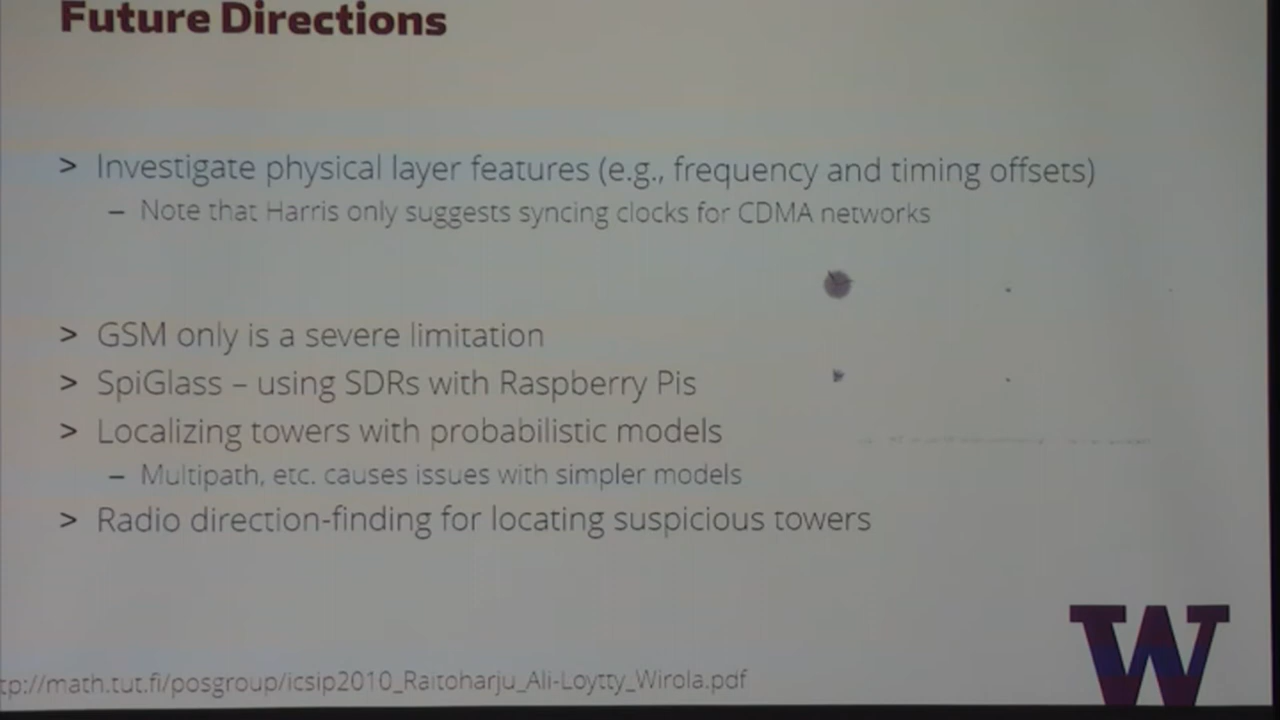 Future Directions
> Investigate physical layer features (e.g., frequency and timing offsets)
– Note that Harris only suggests syncing clocks for CDMA networks
> GSM only is a severe limitation
> SpiGlass – using SDRs with Raspberry Pis
> Localizing towers with probabilistic models
– Multipath, etc. causes issues with simpler models
> Radio direction-finding for locating suspicious towers
tp://math.tut.fi/posgroup/icsip2010_Raitoharju_Ali-Loytty_Wirola.pdf
W